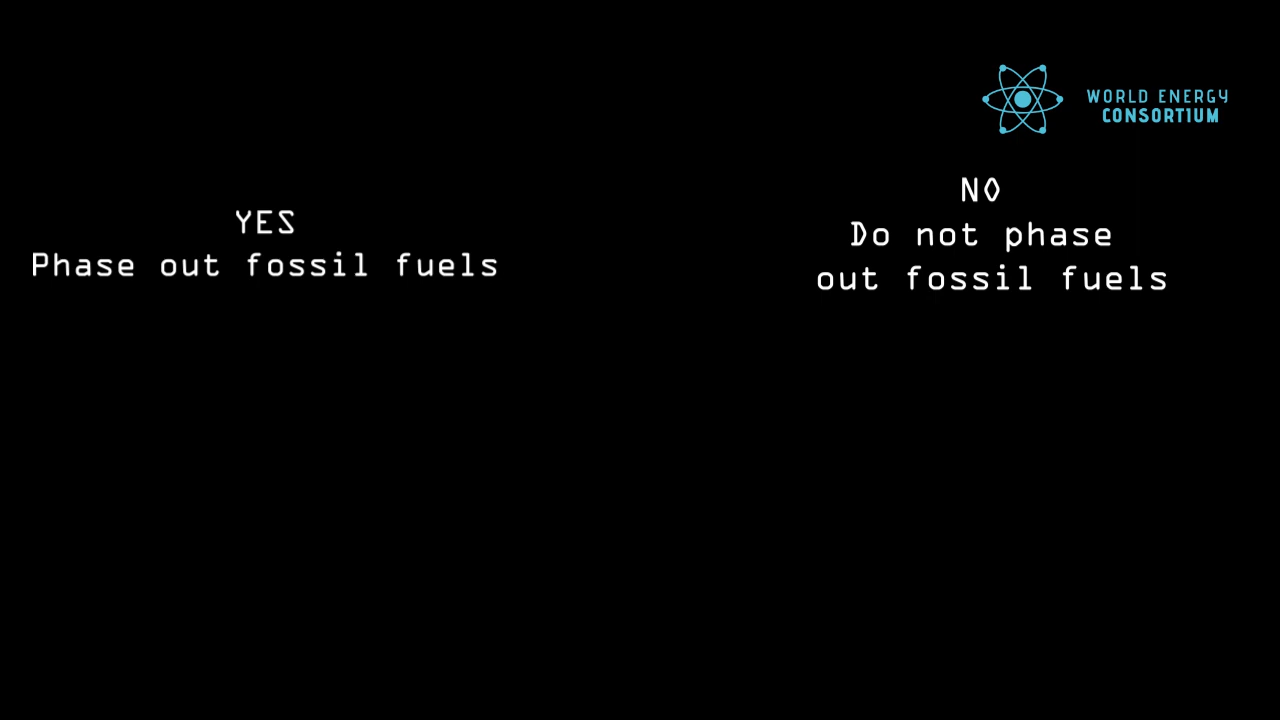 WORLD ENERGY
CONSORTIUM
YES
Phase out fossil fuels
NO
Do not phase
out fossil fuels